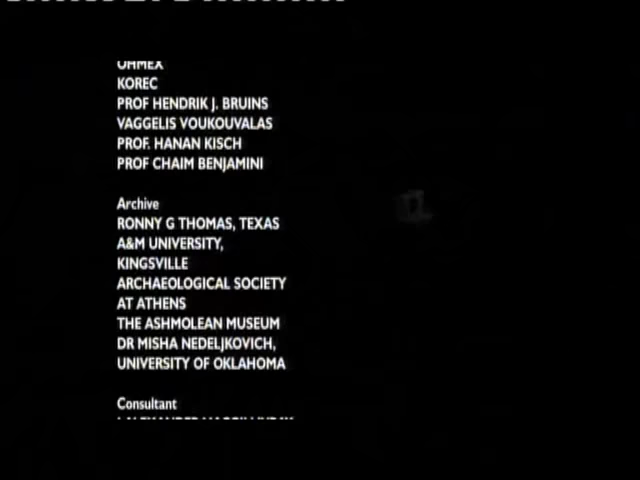 OHMEX
KOREC
PROF HENDRIK J. BRUINS
VAGGELIS VOUKOUVALAS
PROF. HANAN KISCH
PROF CHAIM BENJAMINI
Archive
RONNY G THOMAS, TEXAS
A&M UNIVERSITY,
KINGSVILLE
ARCHAEOLOGICAL SOCIETY
AT ATHENS
THE ASHMOLEAN MUSEUM
DR MISHA NEDELJKOVICH,
UNIVERSITY OF OKLAHOMA
Consultant